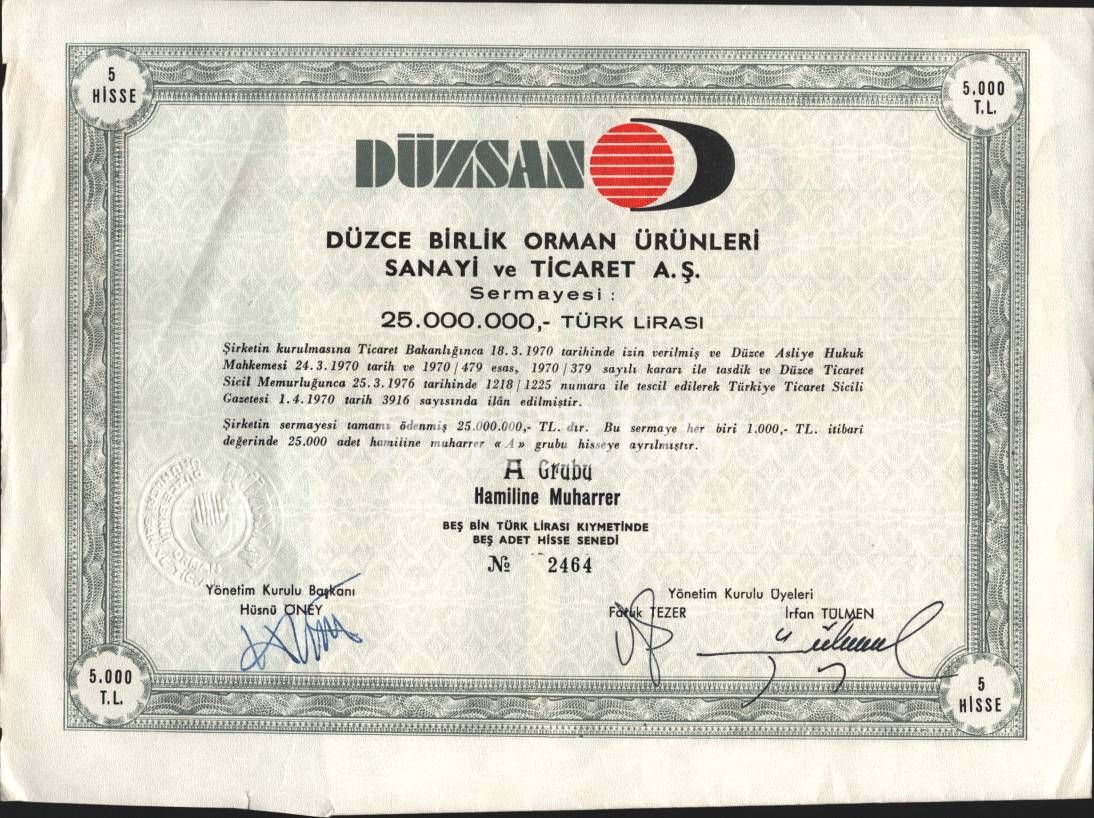 5
HİSSE
5.000
T.L.
DÜZSAN
DÜZCE BİRLİK ORMAN ÜRÜNLERİ
SANAYİ ve TİCARET A.Ş.
Sermayesi :
25.000.000,- TÜRK LİRASI
Şirketin kurulmasına Ticaret Bakanlığınca 18.3.1970 tarihinde izin verilmiş ve Düzce Asliye Hukuk
Mahkemesi 24.3.1970 tarih ve 1970/479 esas, 1970/379 sayılı kararı ile tasdik ve Düzce Ticaret
Sicil Memurluğunca 25.3.1976 tarihinde 1218/1225 numara ile tescil edilerek Türkiye Ticaret Sicili
Gazetesi 1.4.1970 tarih 3916 sayısında ilân edilmiştir.
Şirketin sermayesi tamamı ödenmiş 25.000.000,- TL. dır. Bu sermaye her biri 1.000,- TL. itibari
değerinde 25.000 adet hamiline muharrer «A» grubu hisseye ayrılmıştır.
A Grubu
Hamiline Muharrer
BEŞ BİN TÜRK LİRASI KIYMETİNDE
BEŞ ADET HİSSE SENEDİ
№ 2464
Yönetim Kurulu Başkanı
Hüsnü ÖNEY
Yönetim Kurulu Üyeleri
Faruk TEZER İrfan TÜLMEN
5.000
T.L.
5
HİSSE